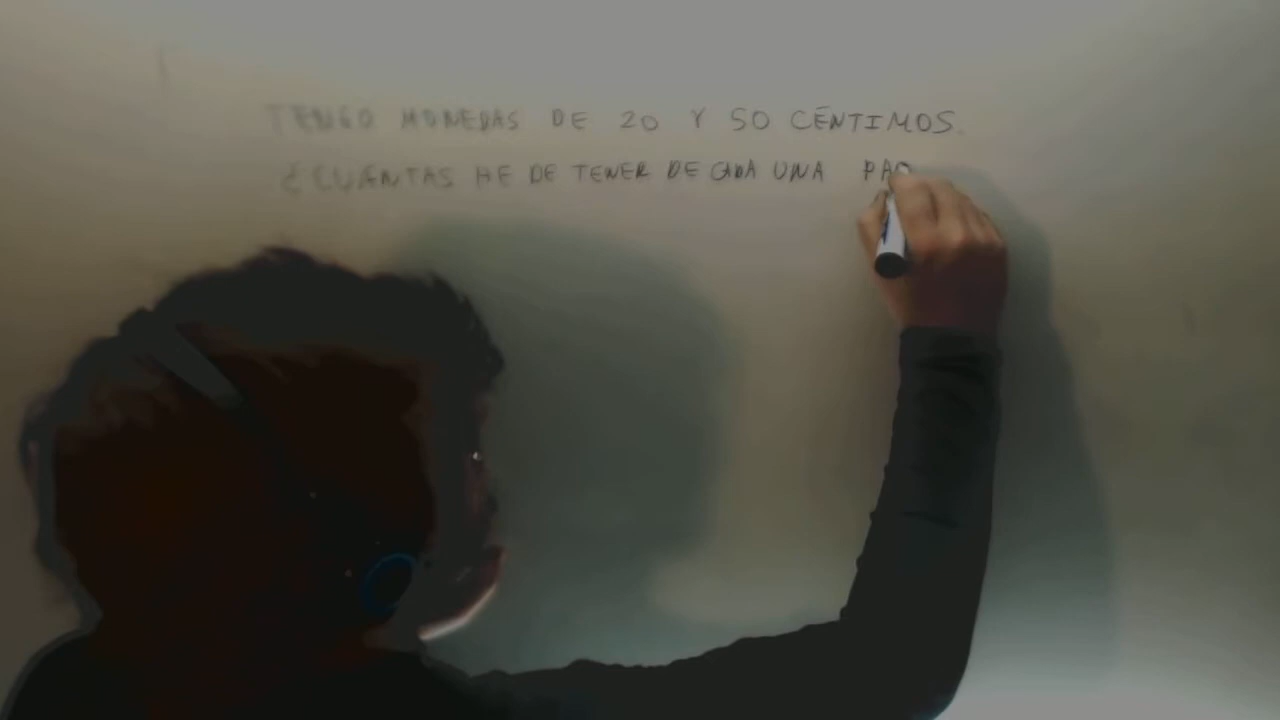 TENGO MONEDAS DE 20 Y 50 CÉNTIMOS.
¿CUÁNTAS HE DE TENER DE CADA UNA PAR